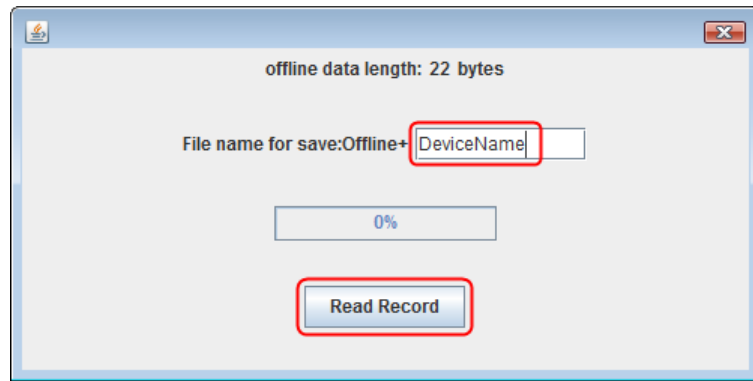 offline data length: 22 bytes
File name for save:Offline+ DeviceName
0%
Read Record